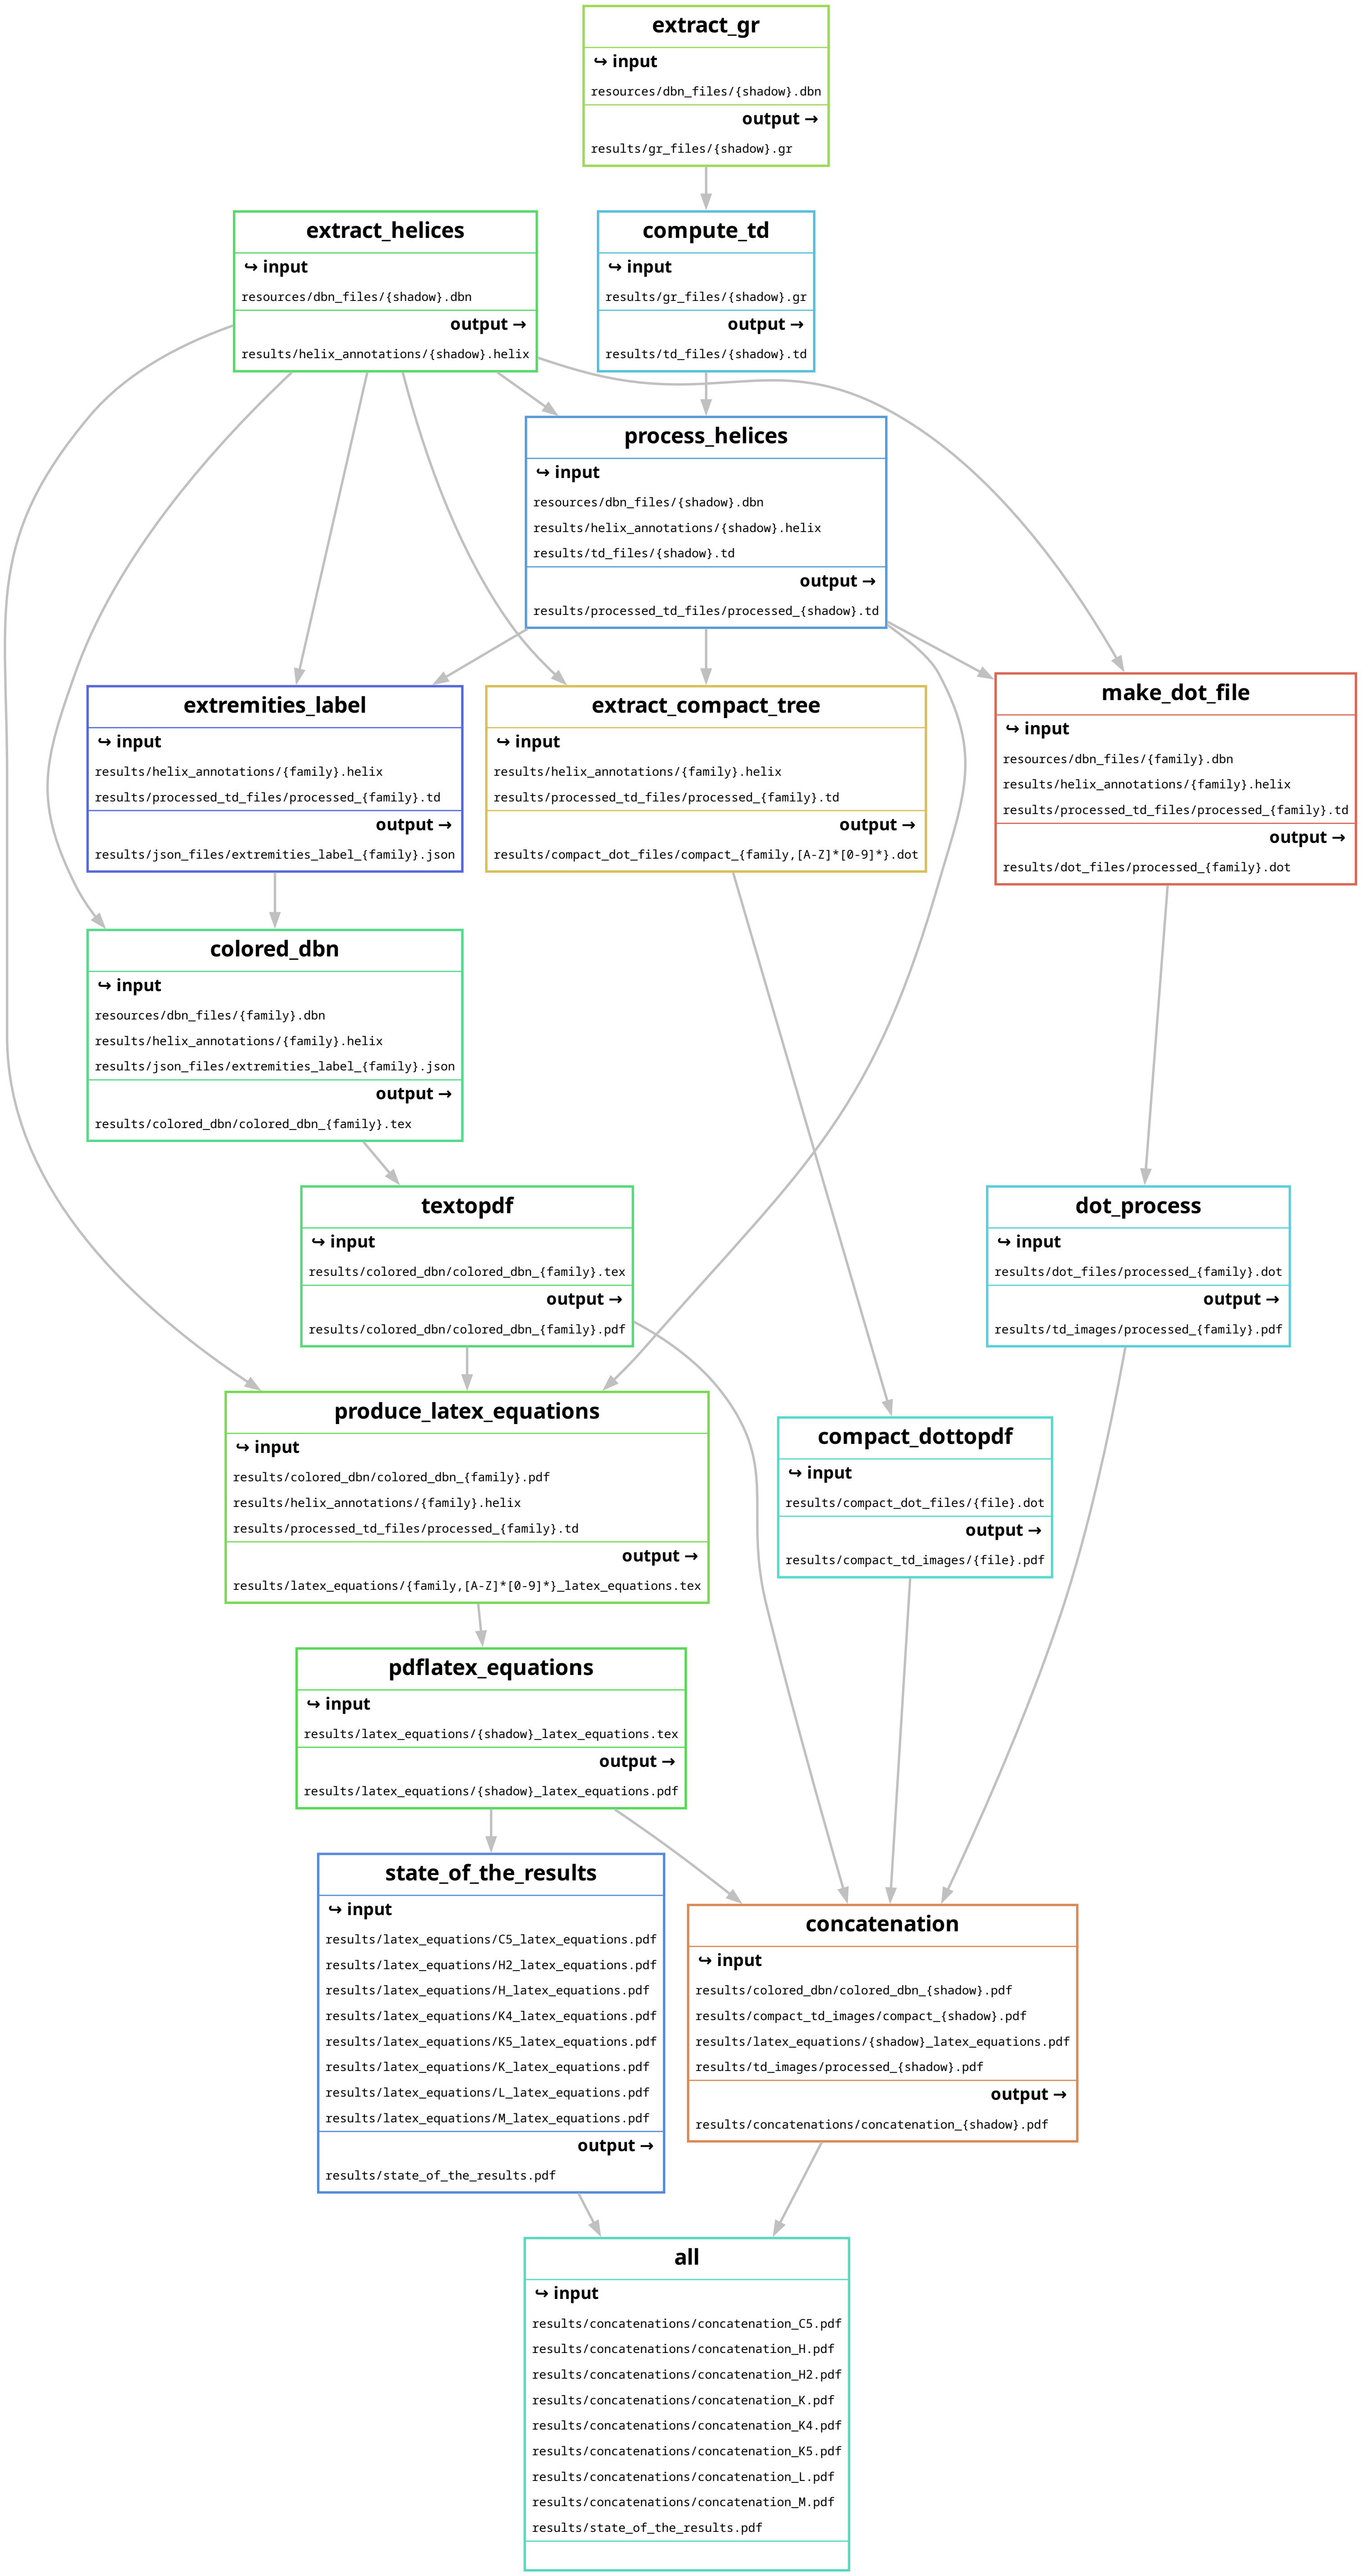 extract_gr
↪ input
resources/dbn_files/{shadow}.dbn
output →
results/gr_files/{shadow}.gr
extract_helices
↪ input
resources/dbn_files/{shadow}.dbn
output →
results/helix_annotations/{shadow}.helix
compute_td
↪ input
results/gr_files/{shadow}.gr
output →
results/td_files/{shadow}.td
process_helices
↪ input
resources/dbn_files/{shadow}.dbn
results/helix_annotations/{shadow}.helix
results/td_files/{shadow}.td
output →
results/processed_td_files/processed_{shadow}.td
extremities_label
↪ input
results/helix_annotations/{family}.helix
results/processed_td_files/processed_{family}.td
output →
results/json_files/extremities_label_{family}.json
extract_compact_tree
↪ input
results/helix_annotations/{family}.helix
results/processed_td_files/processed_{family}.td
output →
results/compact_dot_files/compact_{family,[A-Z]*[0-9]*}.dot
make_dot_file
↪ input
resources/dbn_files/{family}.dbn
results/helix_annotations/{family}.helix
results/processed_td_files/processed_{family}.td
output →
results/dot_files/processed_{family}.dot
colored_dbn
↪ input
resources/dbn_files/{family}.dbn
results/helix_annotations/{family}.helix
results/json_files/extremities_label_{family}.json
output →
results/colored_dbn/colored_dbn_{family}.tex
textopdf
↪ input
results/colored_dbn/colored_dbn_{family}.tex
output →
results/colored_dbn/colored_dbn_{family}.pdf
dot_process
↪ input
results/dot_files/processed_{family}.dot
output →
results/td_images/processed_{family}.pdf
produce_latex_equations
↪ input
results/colored_dbn/colored_dbn_{family}.pdf
results/helix_annotations/{family}.helix
results/processed_td_files/processed_{family}.td
output →
results/latex_equations/{family,[A-Z]*[0-9]*}_latex_equations.tex
compact_dottopdf
↪ input
results/compact_dot_files/{file}.dot
output →
results/compact_td_images/{file}.pdf
pdflatex_equations
↪ input
results/latex_equations/{shadow}_latex_equations.tex
output →
results/latex_equations/{shadow}_latex_equations.pdf
state_of_the_results
↪ input
results/latex_equations/C5_latex_equations.pdf
results/latex_equations/H2_latex_equations.pdf
results/latex_equations/H_latex_equations.pdf
results/latex_equations/K4_latex_equations.pdf
results/latex_equations/K5_latex_equations.pdf
results/latex_equations/K_latex_equations.pdf
results/latex_equations/L_latex_equations.pdf
results/latex_equations/M_latex_equations.pdf
output →
results/state_of_the_results.pdf
concatenation
↪ input
results/colored_dbn/colored_dbn_{shadow}.pdf
results/compact_td_images/compact_{shadow}.pdf
results/latex_equations/{shadow}_latex_equations.pdf
results/td_images/processed_{shadow}.pdf
output →
results/concatenations/concatenation_{shadow}.pdf
all
↪ input
results/concatenations/concatenation_C5.pdf
results/concatenations/concatenation_H.pdf
results/concatenations/concatenation_H2.pdf
results/concatenations/concatenation_K.pdf
results/concatenations/concatenation_K4.pdf
results/concatenations/concatenation_K5.pdf
results/concatenations/concatenation_L.pdf
results/concatenations/concatenation_M.pdf
results/state_of_the_results.pdf